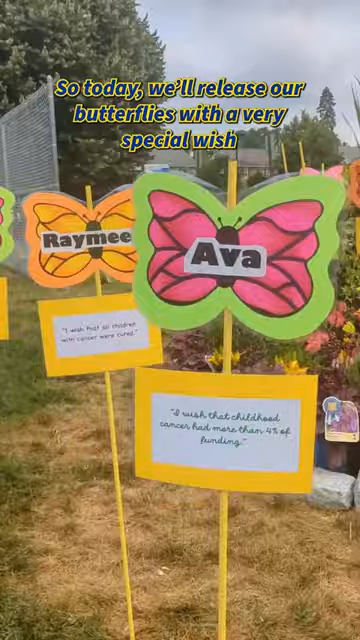 So today, we'll release our
butterflies with a very
special wish
Raymee
Ava
"I wish that all children
with cancer were cured."
"I wish that childhood
cancer had more than 4% of
funding."